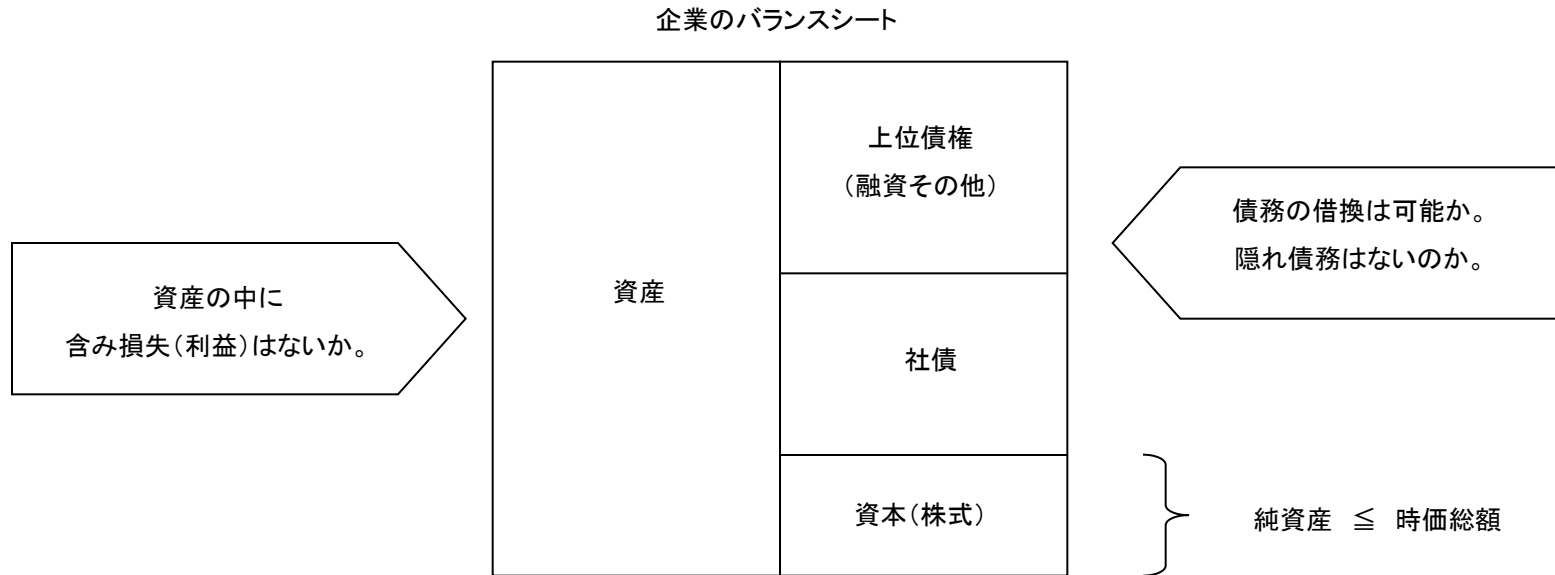 企業のバランスシート
上位債権
(融資その他)
債務の借換は可能か。
隠れ債務はないのか。
資産の中に
含み損失(利益)はないか。
資産
社債
資本(株式)
純資産 ≦ 時価総額